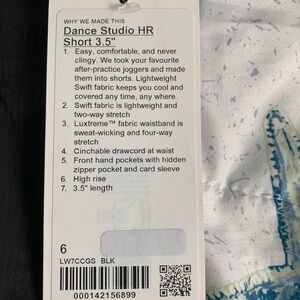 WHY WE MADE THIS
Dance Studio HR
Short 3.5"
1. Easy, comfortable, and never
clingy. We took your favourite
after-practice joggers and made
them into shorts. Lightweight
Swift fabric keeps you cool and
covered any time, any where
2. Swift fabric is lightweight and
two-way stretch
3. Luxtreme™ fabric waistband is
sweat-wicking and four-way
stretch
4. Cinchable drawcord at waist
5. Front hand pockets with hidden
zipper pocket and card sleeve
6. High rise
7. 3.5" length
6
LW7CCGS BLK
000142156899